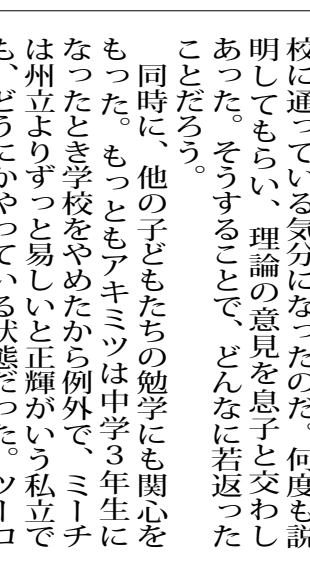 校に通っている気分になったのだ。何度も説
明してもらい、理論の意見を息子と交わし
あった。そうすることで、どんなに若返った
ことだろう。
同時に、他の子どもたちの勉学にも関心を
もった。もっともアキミツは中学３年生に
なったとき学校をやめたから例外で、ミーチ
は州立よりずっと易しいと正輝がいう私立で
も、どうにかやっている状態だった。ツーコ